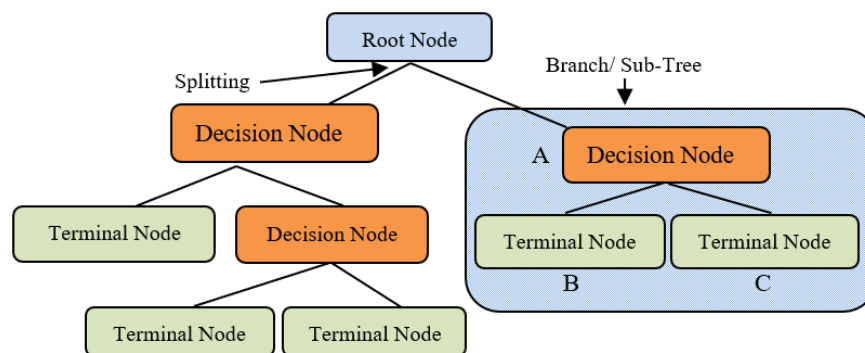 Root Node
Splitting
Branch/ Sub-Tree
Decision Node
A
Decision Node
Terminal Node
Decision Node
Terminal Node
Terminal Node
B
C
Terminal Node
Terminal Node